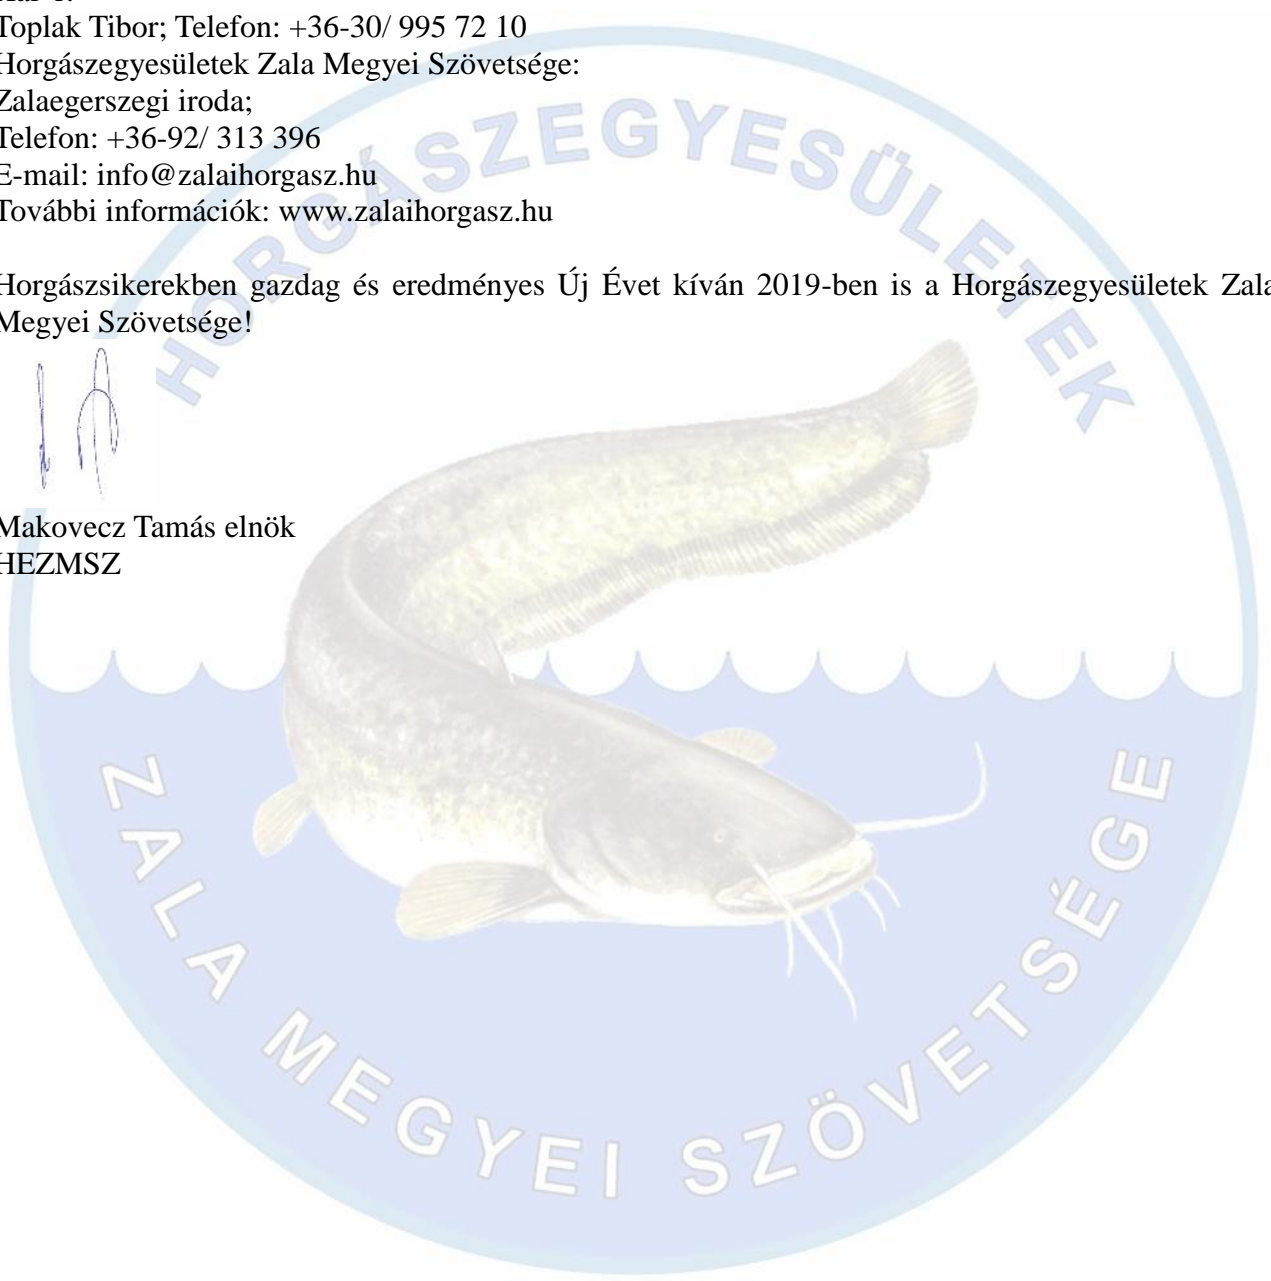 Toplak Tibor; Telefon: +36-30/ 995 72 10
Horgászegyesületek Zala Megyei Szövetsége:
Zalaegerszegi iroda;
Telefon: +36-92/ 313 396
E-mail: info@zalaihorgasz.hu
További információk: www.zalaihorgasz.hu
Horgászsikerekben gazdag és eredményes Új Évet kíván 2019-ben is a Horgászegyesületek Zala
Megyei Szövetsége!
Makovecz Tamás elnök
HEZMSZ
HORGÁSZEGYESÜLETEK
ZALA MEGYEI SZÖVETSÉGE